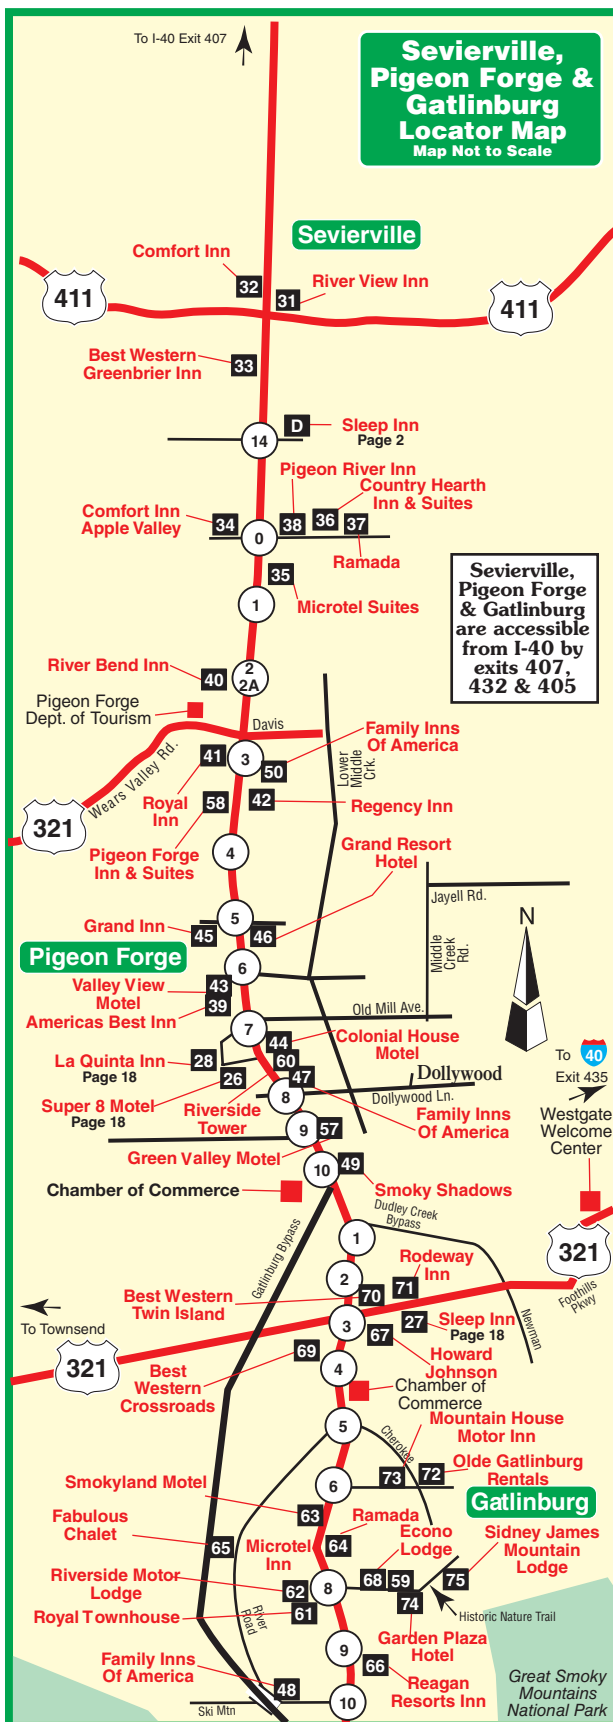 To I-40 Exit 407
Sevierville,
Pigeon Forge &
Gatlinburg
Locator Map
Map Not to Scale
Sevierville
Comfort Inn
32
31
River View Inn
411
411
Best Western
Greenbrier Inn
33
D
Sleep Inn
Page 2
14
Pigeon River Inn
Country Hearth
Inn & Suites
Comfort Inn
Apple Valley
34
38
36
37
0
Ramada
35
Microtel Suites
1
Sevierville,
Pigeon Forge
& Gatlinburg
are accessible
from I-40 by
exits 407,
432 & 405
River Bend Inn
40
2
2A
Pigeon Forge
Dept. of Tourism
Davis
Wears Valley Rd.
Lower
Middle
Crk.
Family Inns
Of America
41
3
50
Royal
Inn
58
42
Regency Inn
321
Pigeon Forge
Inn & Suites
4
Grand Resort
Hotel
Jayell Rd.
Middle
Creek
Rd.
N
Grand Inn
45
5
46
Pigeon Forge
6
Valley View
Motel
43
Americas Best Inn
39
Old Mill Ave.
7
44
Colonial House
Motel
La Quinta Inn
Page 18
28
60
To
40
Exit 435
Super 8 Motel
Page 18
26
47
Dollywood
Riverside
Tower
8
Dollywood Ln.
Family Inns
Of America
Westgate
Welcome
Center
9
57
Green Valley Motel
10
49
Smoky Shadows
Chamber of Commerce
Dudley Creek
Bypass
Gatlinburg Bypass
1
321
Rodeway
Inn
2
71
Best Western
Twin Island
70
Foothills
Pkwy
Newman
To Townsend
3
27
Sleep Inn
Page 18
67
Howard
Johnson
321
69
Best
Western
Crossroads
4
Chamber of
Commerce
5
Mountain House
Motor Inn
Cherokee
73
72
Olde Gatlinburg
Rentals
6
Smokyland Motel
63
Gatlinburg
Fabulous
Chalet
65
Ramada
64
Microtel
Inn
Econo
Lodge
Sidney James
Mountain
Lodge
Riverside Motor
Lodge
62
8
68
59
75
Royal Townhouse
61
74
Historic Nature Trail
River
Road
Garden Plaza
Hotel
9
Family Inns
Of America
48
66
Reagan
Resorts Inn
10
Ski Mtn
Great Smoky
Mountains
National Park